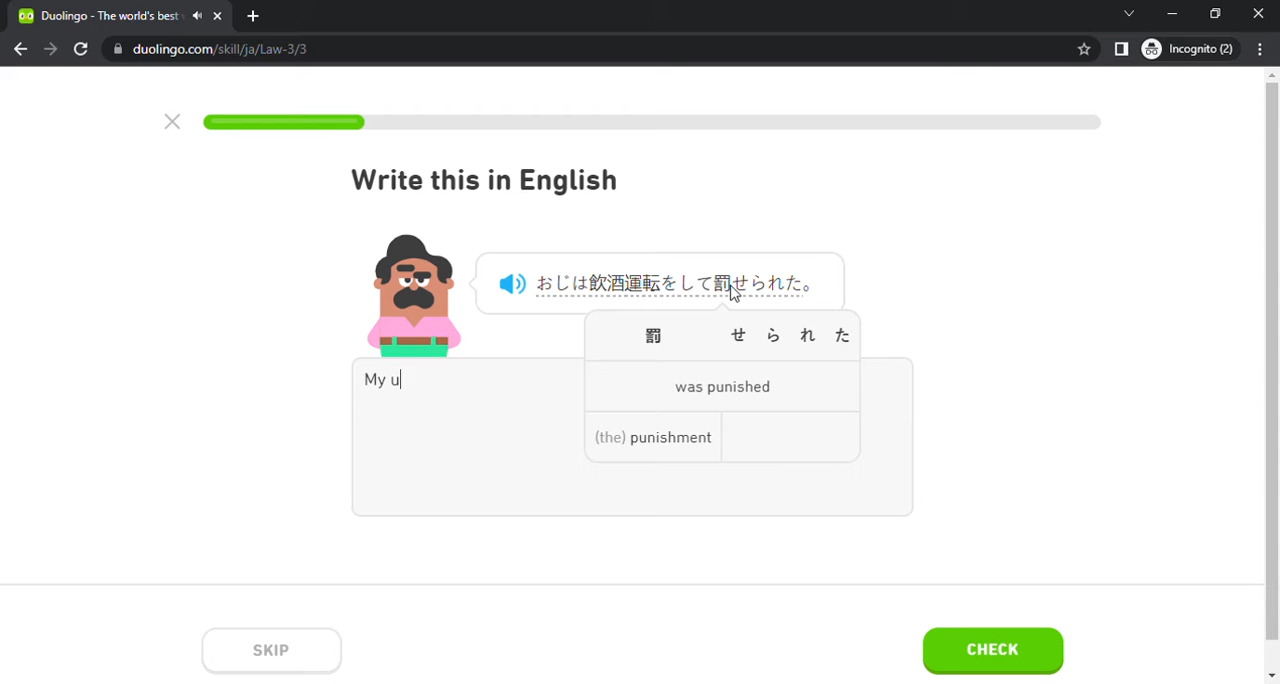 Duolingo - The world's best
duolingo.com/skill/ja/Law-3/3
Incognito (2)
Write this in English
おじは飲酒運転をして罰せられた。
罰 せ ら れ た
was punished
(the) punishment
My u
SKIP
CHECK